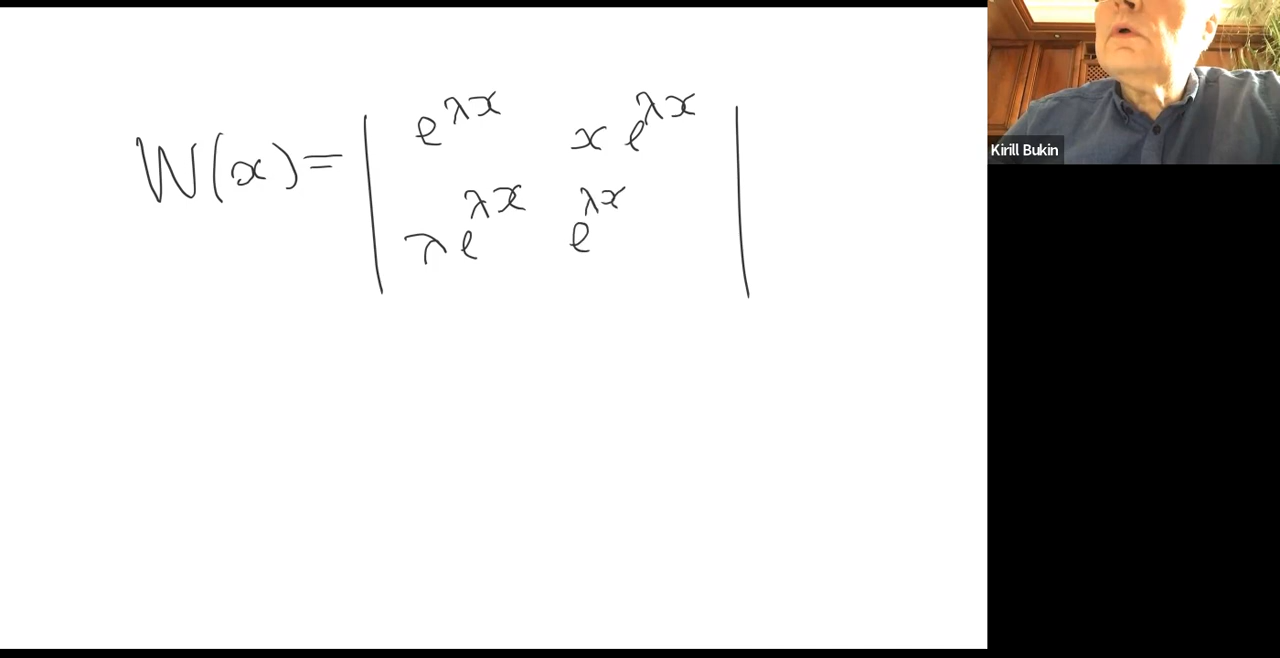 W(x) = | e^{λx} x e^{λx} |
| λ e^{λx} e^{λx} |
Kirill Bukin